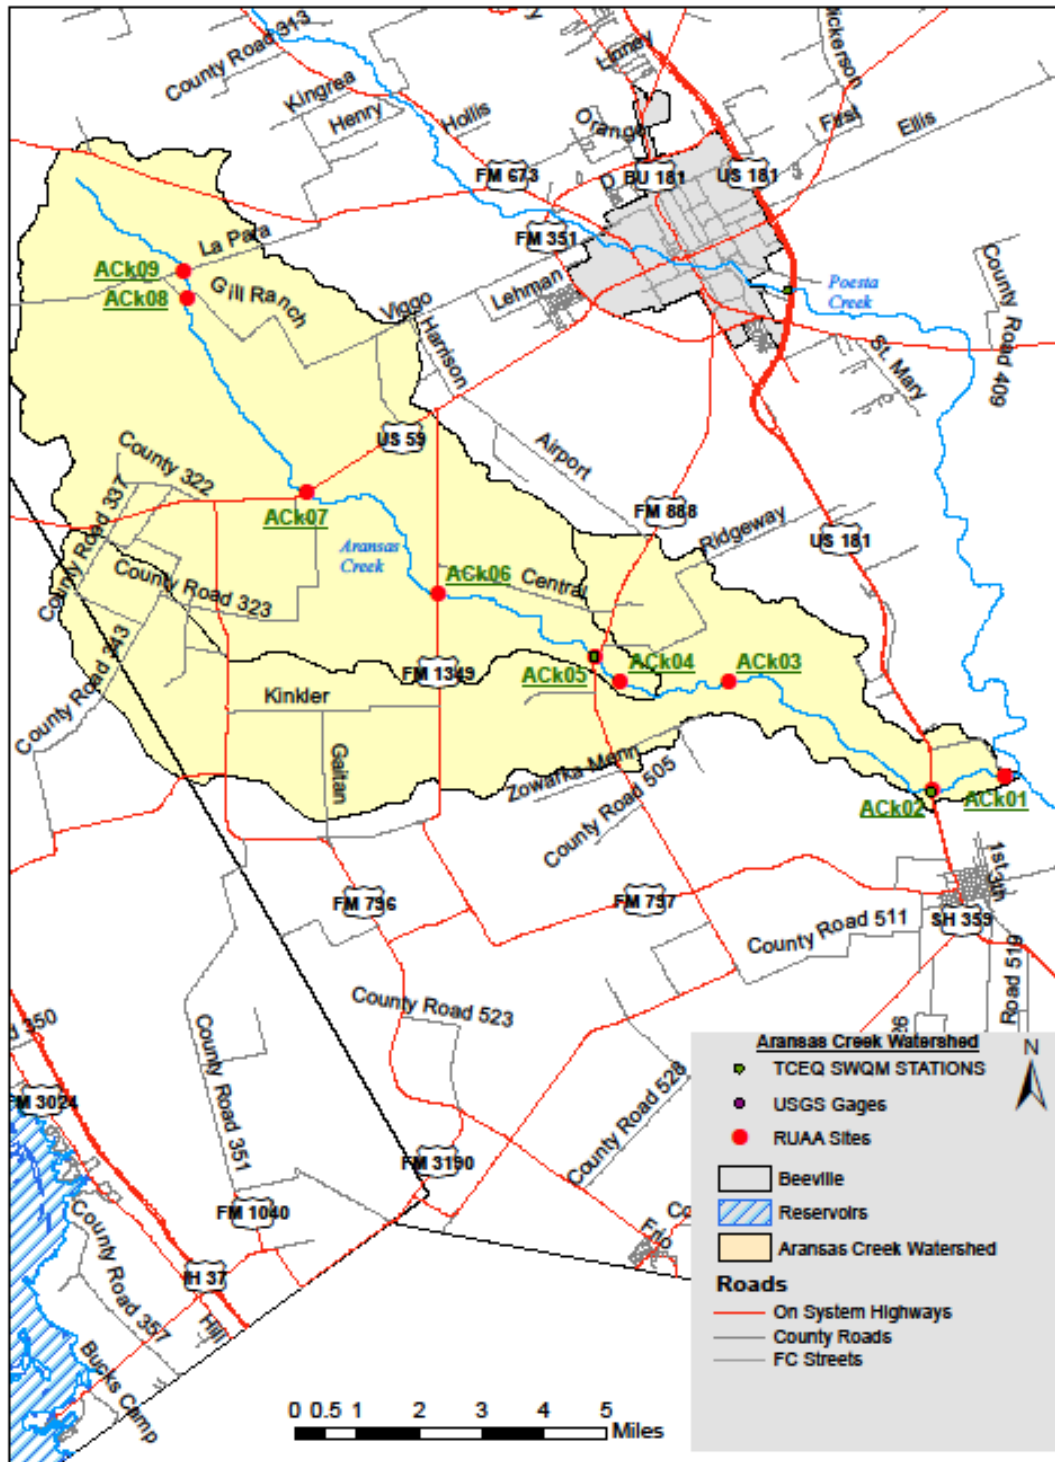 County Road 313
Kingrea
Henry
Hollis
Linney
Orange
First
Ellis
FM 673
D
BU 181
US 181
FM 351
La Para
ACk09
ACk08
Gill Ranch
Viggo
Lehman
Harrison
Poesta
Creek
County Road 409
St. Mary
US 59
Airport
County 322
County Road 337
ACk07
FM 888
Ridgeway
US 181
Aransas
Creek
ACk06
Central
County Road 323
County Road 343
FM 1349
ACk05
ACk04
ACk03
Kinkler
Gaitan
Zowarka-Menn
County Road 505
ACk02
ACk01
1st
3th
FM 796
FM 797
County Road 511
SH 359
Road 519
County Road 523
County Road 351
County Road 528
FM 3024
FM 3190
FM 1040
Frio
County Road 357
IH 37
Hill
Bucks Camp
0 0.5 1 2 3 4 5
Miles
Aransas Creek Watershed
N
TCEQ SWQM STATIONS
USGS Gages
RUAA Sites
Beeville
Reservoirs
Aransas Creek Watershed
Roads
On System Highways
County Roads
FC Streets